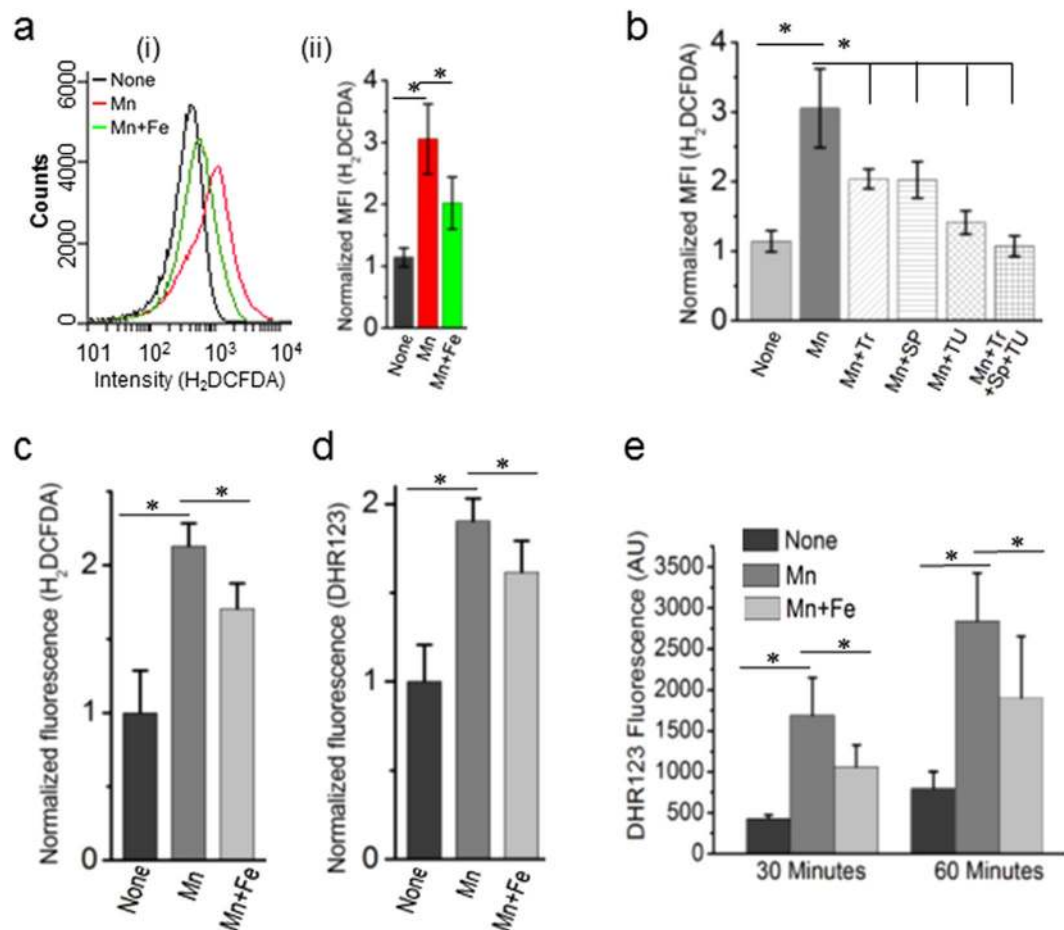 a
(i)
None
Mn
Mn+Fe
Counts
6000
4000
2000
0
101 10² 10³ 10⁴
Intensity (H₂DCFDA)
(ii)
* *
Normalized MFI (H₂DCFDA)
4
3
2
1
0
None Mn Mn+Fe
b
* *
Normalized MFI (H₂DCFDA)
4
3
2
1
0
None Mn Mn+Tr Mn+SP Mn+TU Mn+Tr
+Sp+TU
c
* *
Normalized fluorescence (H₂DCFDA)
2
1
0
None Mn Mn+Fe
d
* *
Normalized fluorescence (DHR123)
2
1
0
None Mn Mn+Fe
e
None
Mn
Mn+Fe
* * * *
DHR123 Fluorescence (AU)
3500
3000
2500
2000
1500
1000
500
0
30 Minutes 60 Minutes